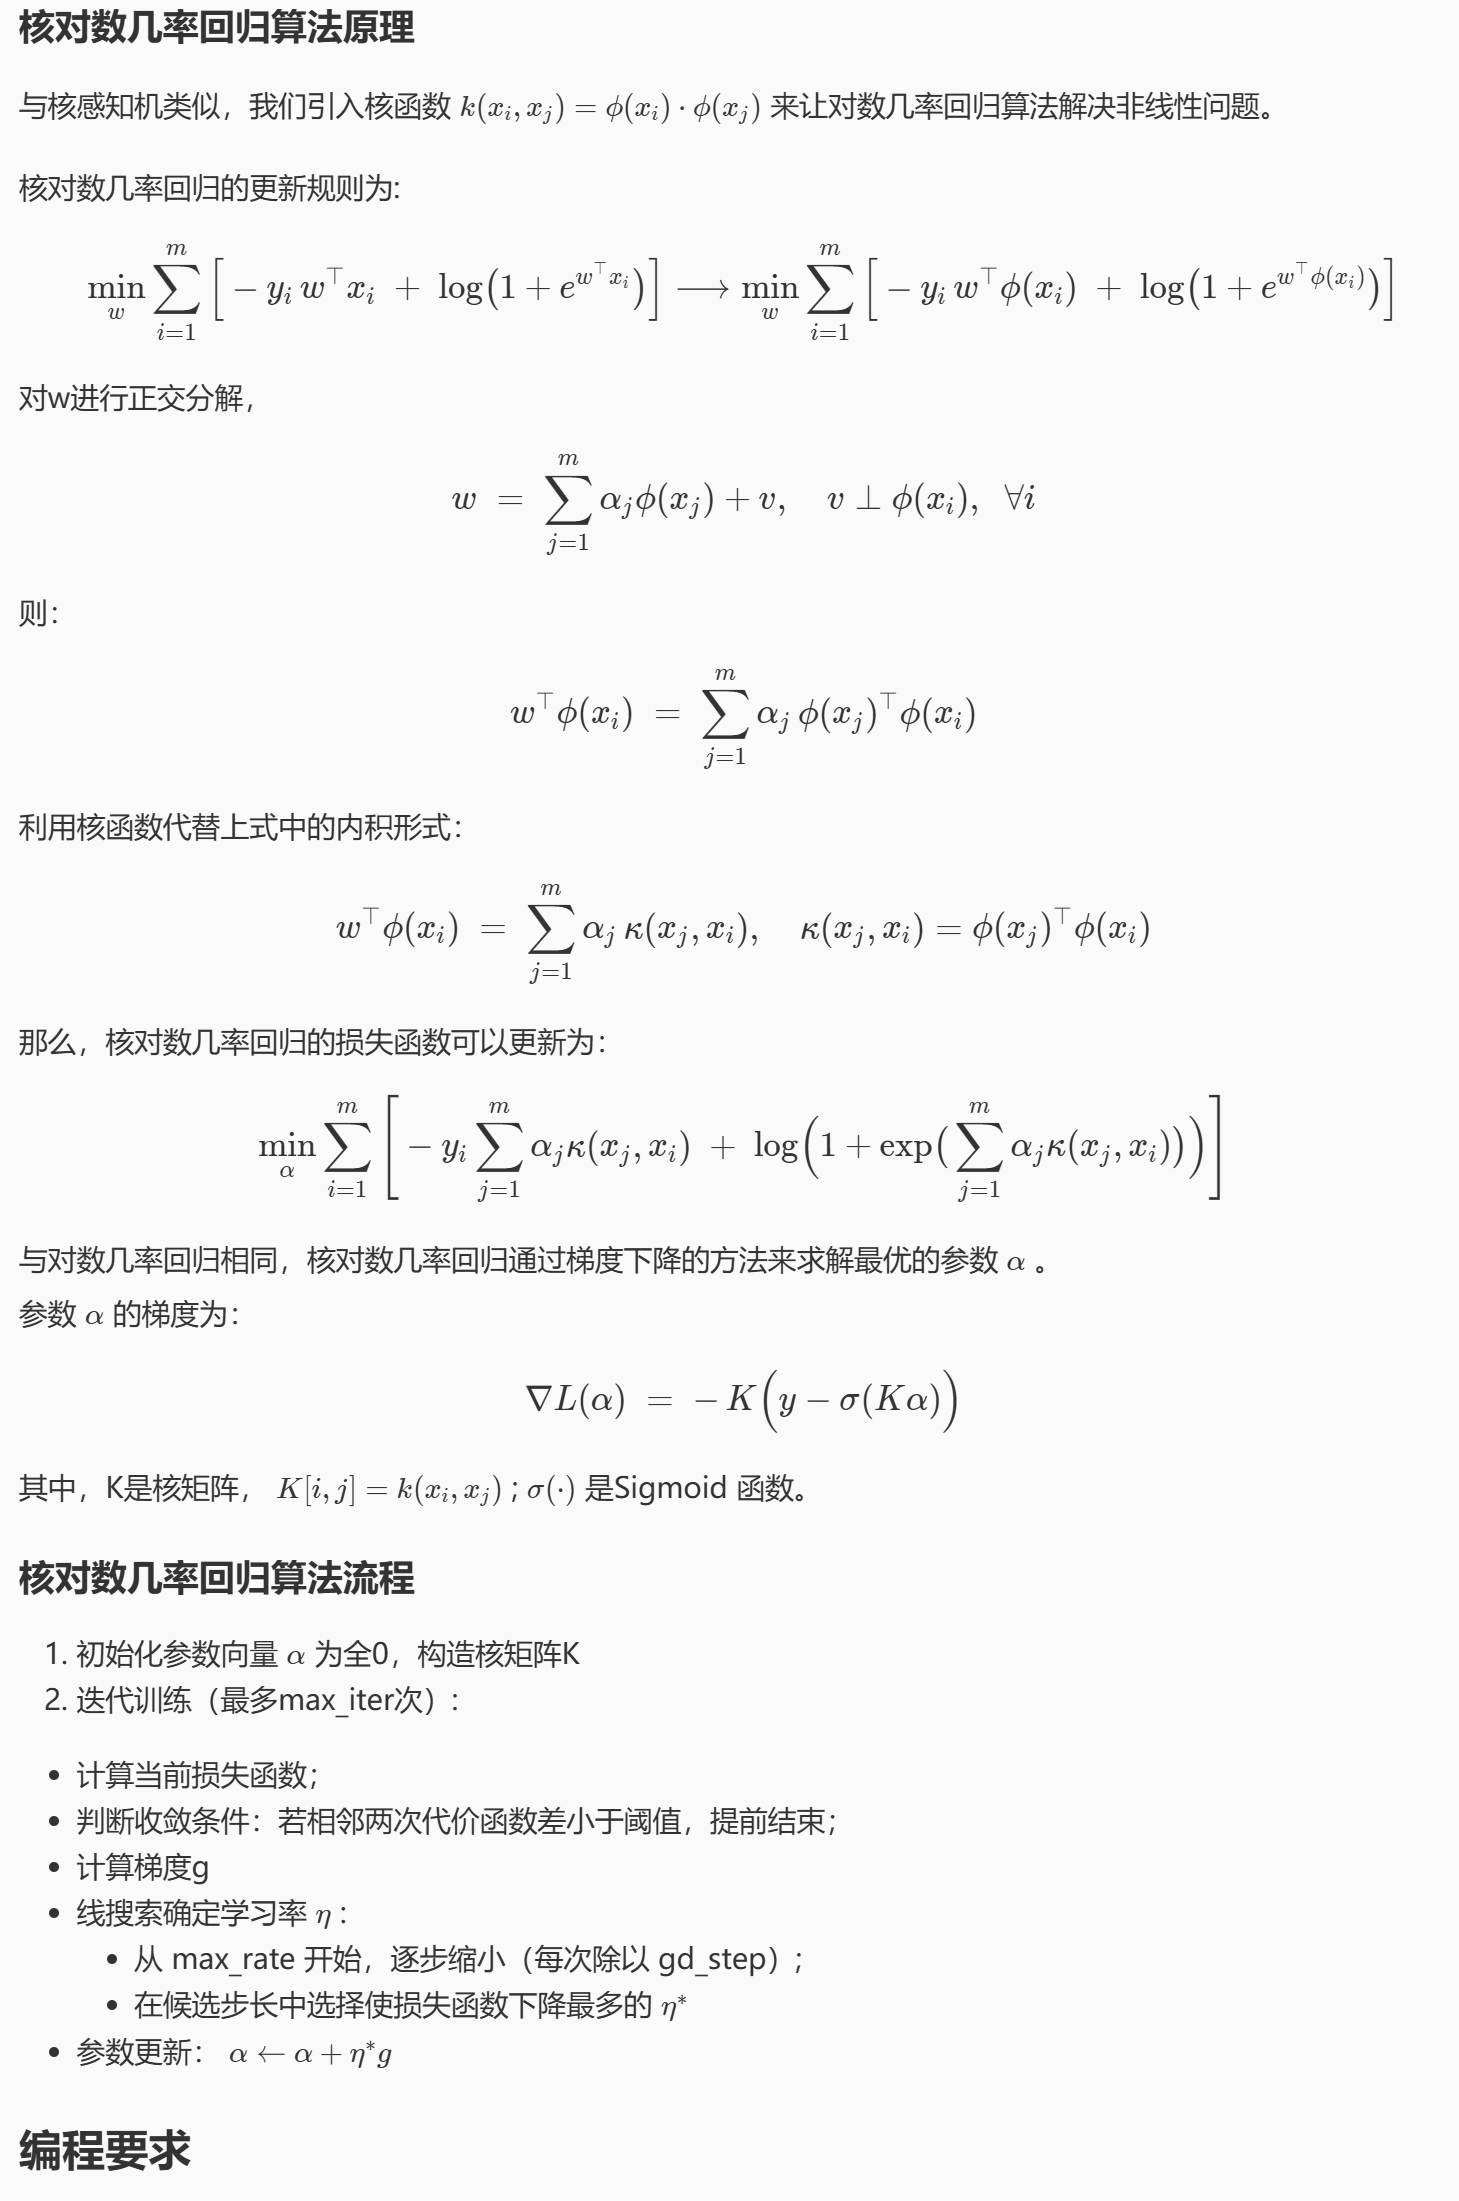 核对数几率回归算法原理
与核感知机类似，我们引入核函数 $k(x_i, x_j) = \phi(x_i) \cdot \phi(x_j)$ 来让对数几率回归算法解决非线性问题。
核对数几率回归的更新规则为:
$$\min_{w} \sum_{i=1}^{m} \left[ -y_i \, w^\top x_i + \log\left(1 + e^{w^\top x_i}\right) \right] \longrightarrow \min_{w} \sum_{i=1}^{m} \left[ -y_i \, w^\top \phi(x_i) + \log\left(1 + e^{w^\top \phi(x_i)}\right) \right]$$
对w进行正交分解，
$$w = \sum_{j=1}^{m} \alpha_j \phi(x_j) + v, \quad v \perp \phi(x_i), \ \forall i$$
则：
$$w^\top \phi(x_i) = \sum_{j=1}^{m} \alpha_j \, \phi(x_j)^\top \phi(x_i)$$
利用核函数代替上式中的内积形式：
$$w^\top \phi(x_i) = \sum_{j=1}^{m} \alpha_j \, \kappa(x_j, x_i), \quad \kappa(x_j, x_i) = \phi(x_j)^\top \phi(x_i)$$
那么，核对数几率回归的损失函数可以更新为：
$$\min_{\alpha} \sum_{i=1}^{m} \left[ -y_i \sum_{j=1}^{m} \alpha_j \kappa(x_j, x_i) + \log\left(1 + \exp\left(\sum_{j=1}^{m} \alpha_j \kappa(x_j, x_i)\right)\right) \right]$$
与对数几率回归相同，核对数几率回归通过梯度下降的方法来求解最优的参数 $\alpha$ 。
参数 $\alpha$ 的梯度为：
$$\nabla L(\alpha) = -K\left(y - \sigma(K\alpha)\right)$$
其中，K是核矩阵， $K[i, j] = k(x_i, x_j)$ ; $\sigma(\cdot)$ 是Sigmoid 函数。
核对数几率回归算法流程
1. 初始化参数向量 $\alpha$ 为全0，构造核矩阵K
2. 迭代训练（最多max_iter次）：
• 计算当前损失函数；
• 判断收敛条件：若相邻两次代价函数差小于阈值，提前结束；
• 计算梯度g
• 线搜索确定学习率 $\eta$ ：
• 从 max_rate 开始，逐步缩小（每次除以 gd_step）；
• 在候选步长中选择使损失函数下降最多的 $\eta^*$
• 参数更新： $\alpha \leftarrow \alpha + \eta^* g$
编程要求